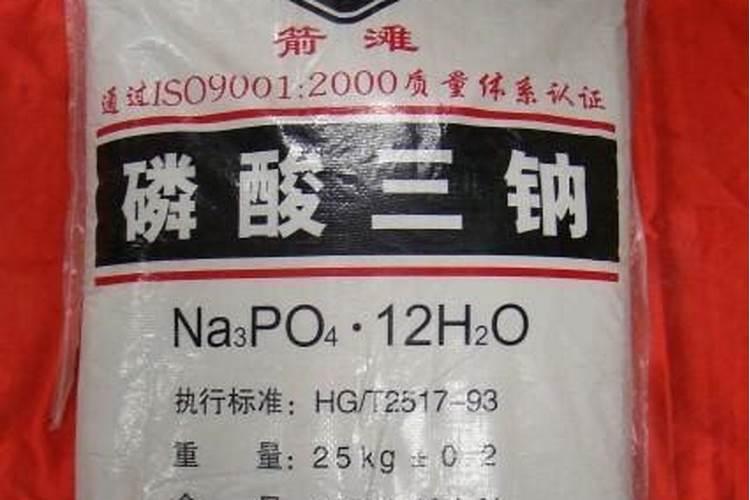 箭滩
通过ISO9001:2000质量体系认证
磷酸三钠
Na₃PO₄·12H₂O
执行标准：HG/T2517-93
重 量：25kg±0.2